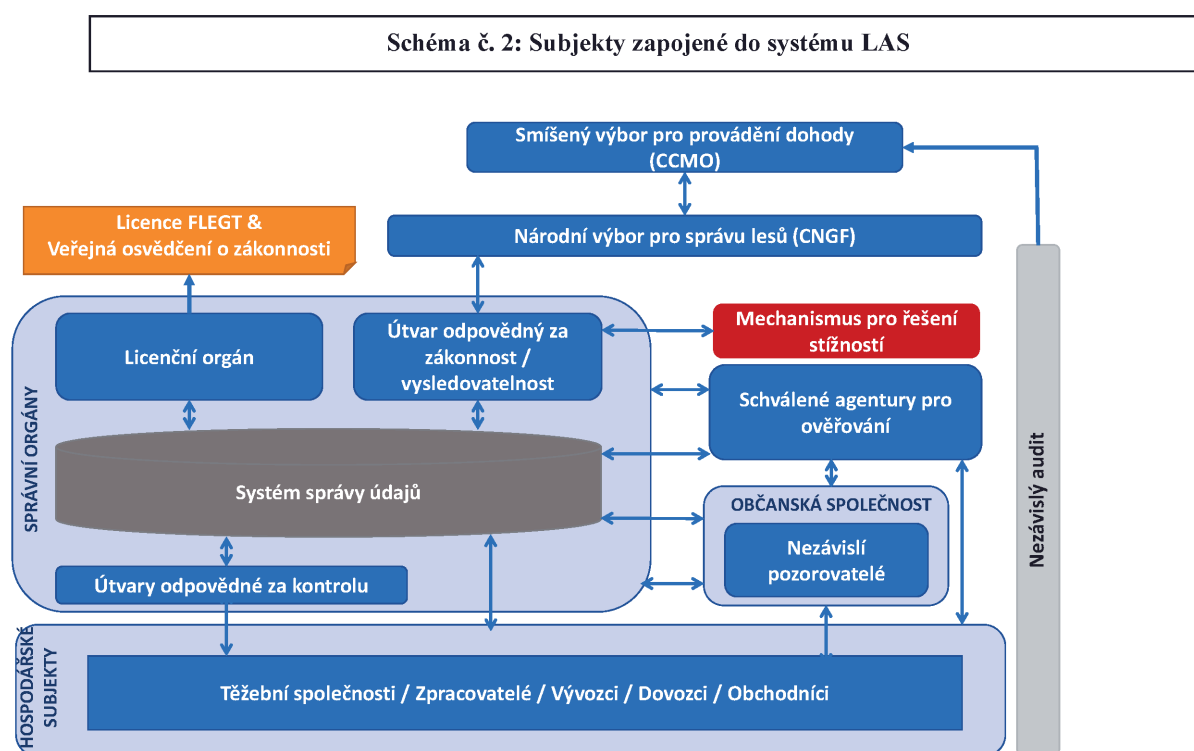 Schéma č. 2: Subjekty zapojené do systému LAS
Smíšený výbor pro provádění dohody
(CCMO)
Licence FLEGT &
Veřejná osvědčení o zákonnosti
Národní výbor pro správu lesů (CNGF)
Licenční orgán
Útvar odpovědný za
zákonnost /
vysledovatelnost
Mechanismus pro řešení
stížností
Schválené agentury pro
ověřování
SPRÁVNÍ ORGÁNY
Systém správy údajů
OBČANSKÁ SPOLEČNOST
Nezávislí
pozorovatelé
Útvary odpovědné za kontrolu
Nezávislý audit
HOSPODÁŘSKÉ
SUBJEKTY
Těžební společnosti / Zpracovatelé / Vývozci / Dovozci / Obchodníci